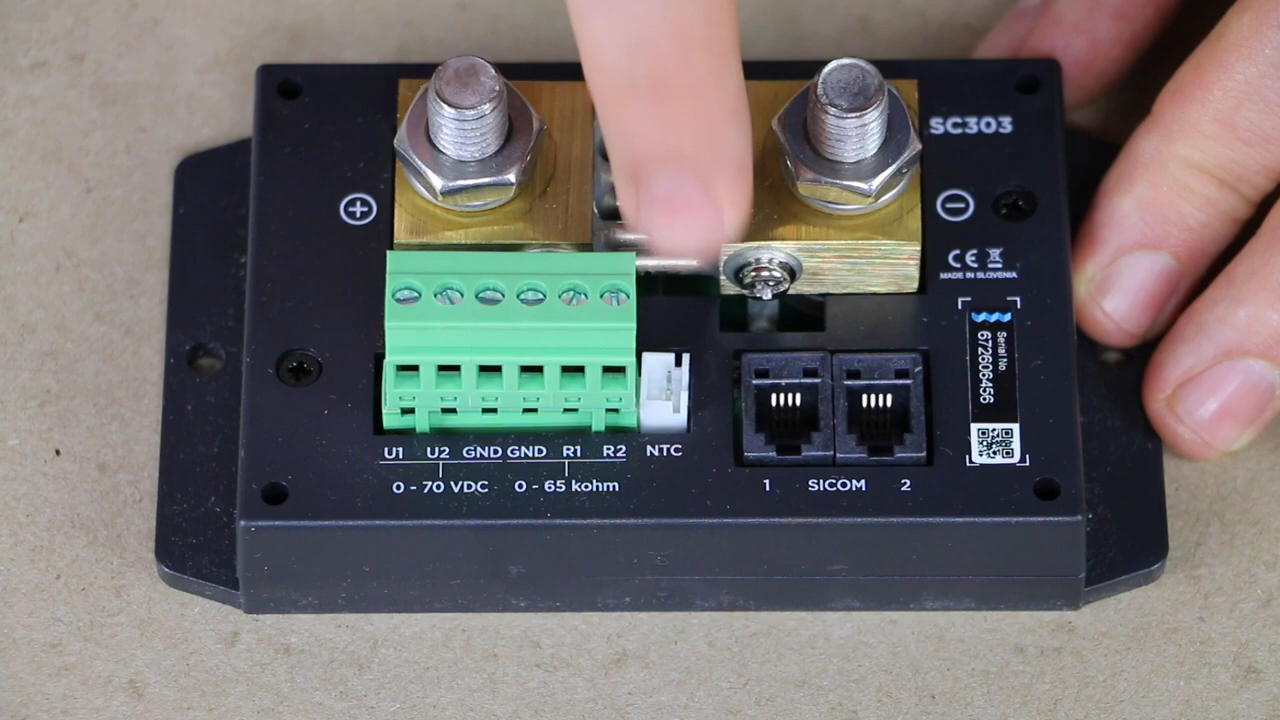 SC303
CE
MADE IN SLOVENIA
Serial No.
672606456
U1 U2 GND GND R1 R2 NTC
0 - 70 VDC 0 - 65 kohm
1 SICOM 2